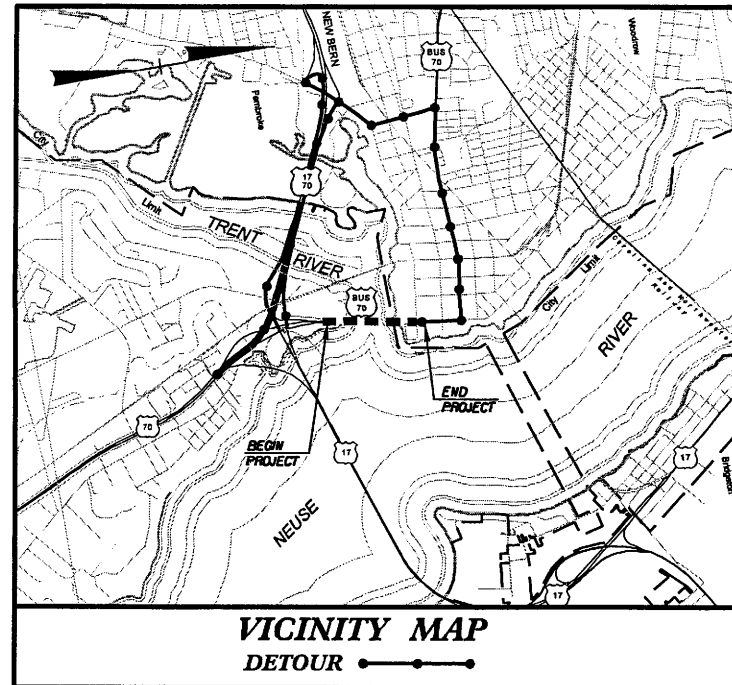 NEW BERN
BUS
70
Woodrow
Pembroke
City
17
70
Limit
TRENT
RIVER
BUS
70
City
Limit
RIVER
END
PROJECT
70
BEGIN
PROJECT
17
17
NEUSE
17
VICINITY MAP
DETOUR